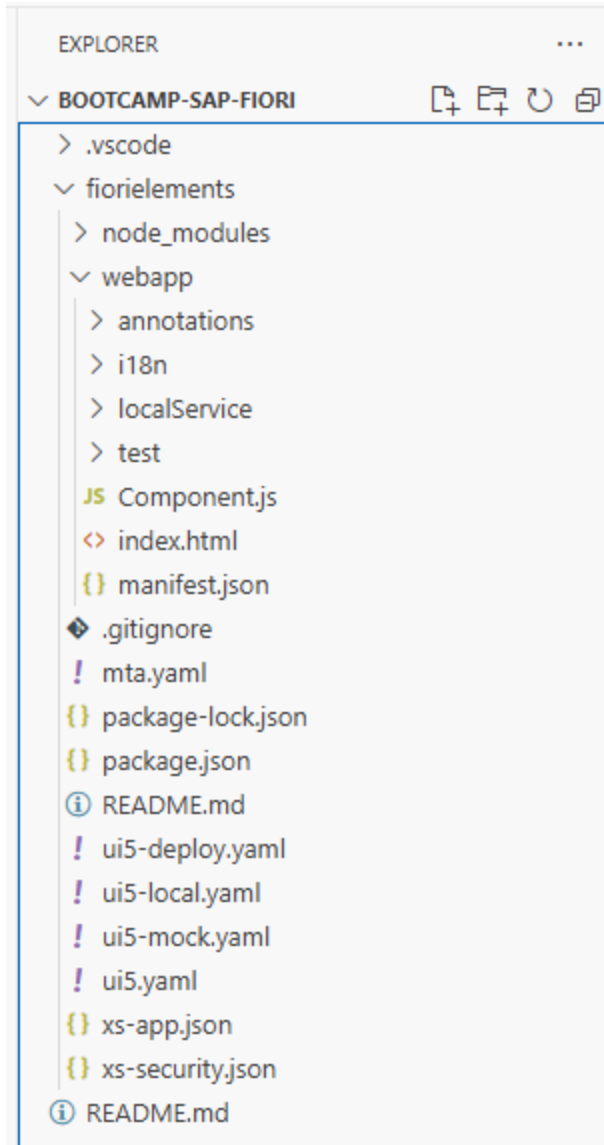 EXPLORER
BOOTCAMP-SAP-FIORI
.vscode
fiorielements
node_modules
webapp
annotations
i18n
localService
test
JS Component.js
<> index.html
{} manifest.json
.gitignore
! mta.yaml
{} package-lock.json
{} package.json
README.md
! ui5-deploy.yaml
! ui5-local.yaml
! ui5-mock.yaml
! ui5.yaml
{} xs-app.json
{} xs-security.json
README.md